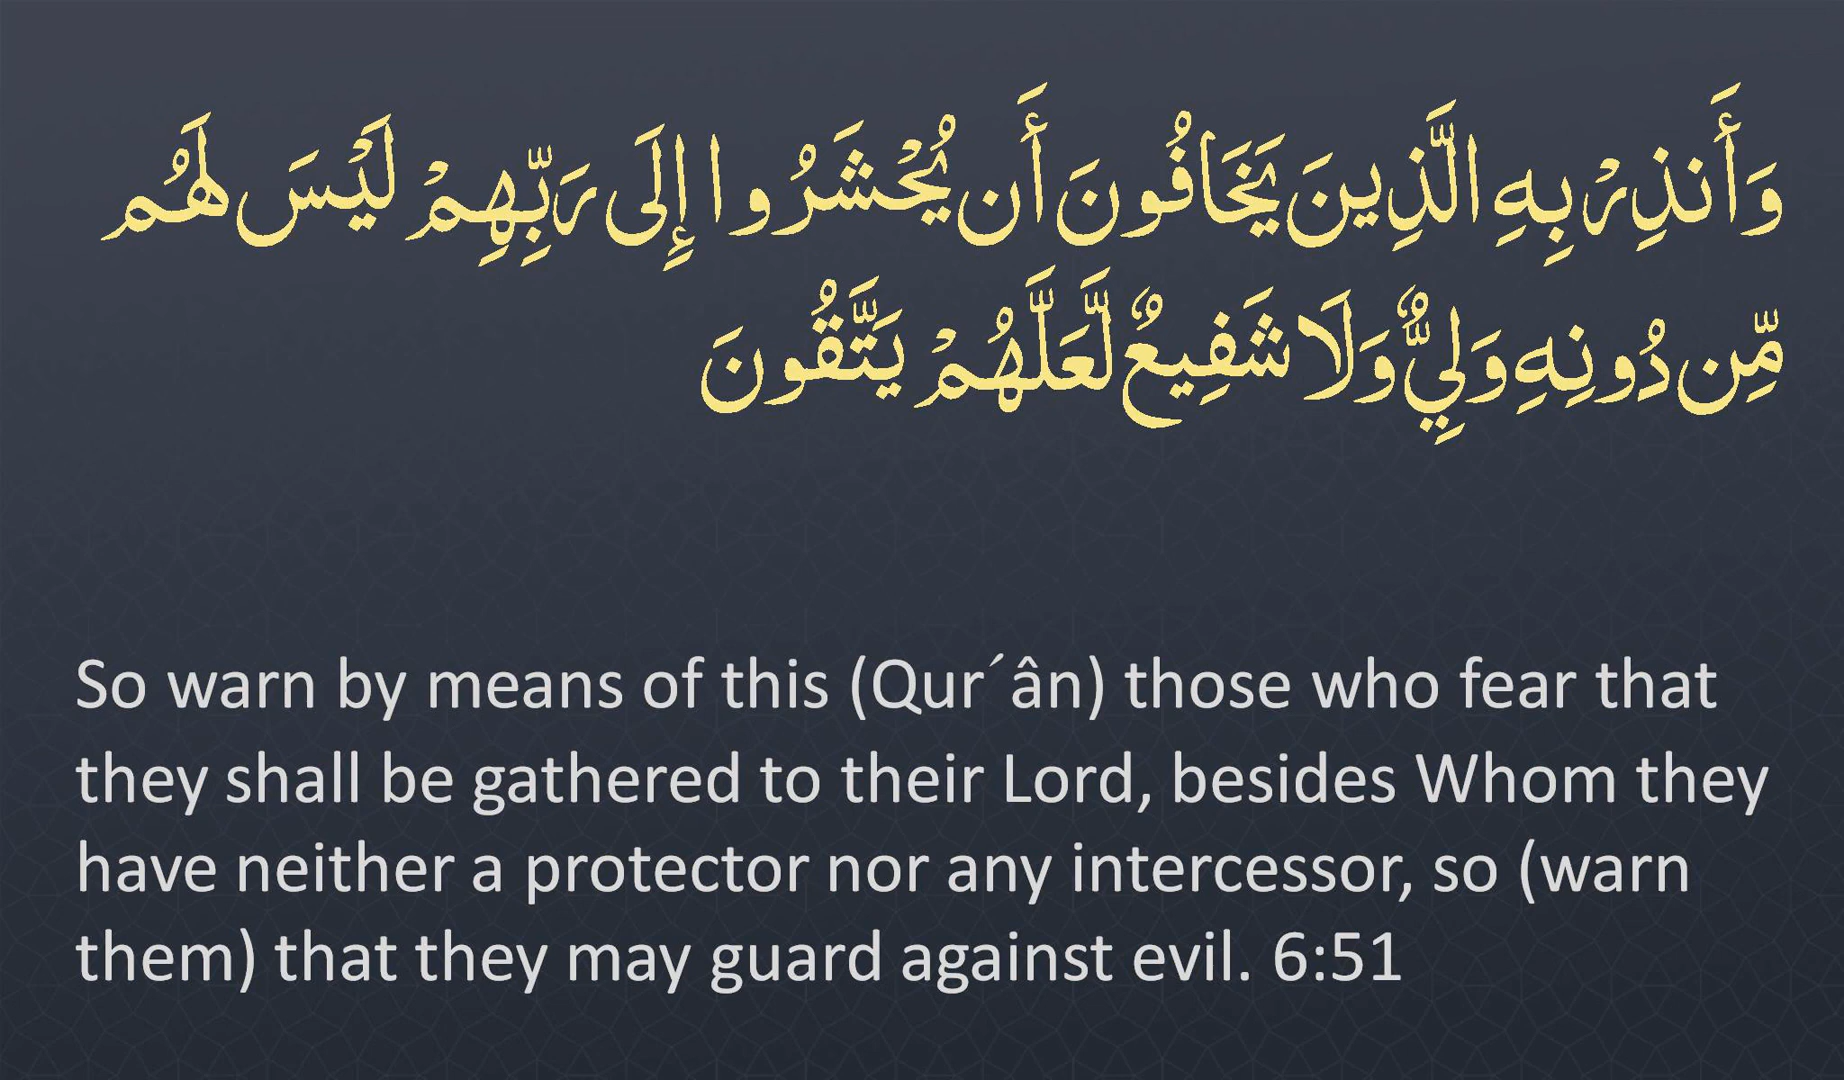 وَأَنذِرْ بِهِ الَّذِينَ يَخَافُونَ أَن يُحْشَرُوا إِلَى رَبِّهِمْ لَيْسَ لَهُم
مِّن دُونِهِ وَلِيٌّ وَلَا شَفِيعٌ لَّعَلَّهُمْ يَتَّقُونَ
So warn by means of this (Qur´ân) those who fear that
they shall be gathered to their Lord, besides Whom they
have neither a protector nor any intercessor, so (warn
them) that they may guard against evil. 6:51